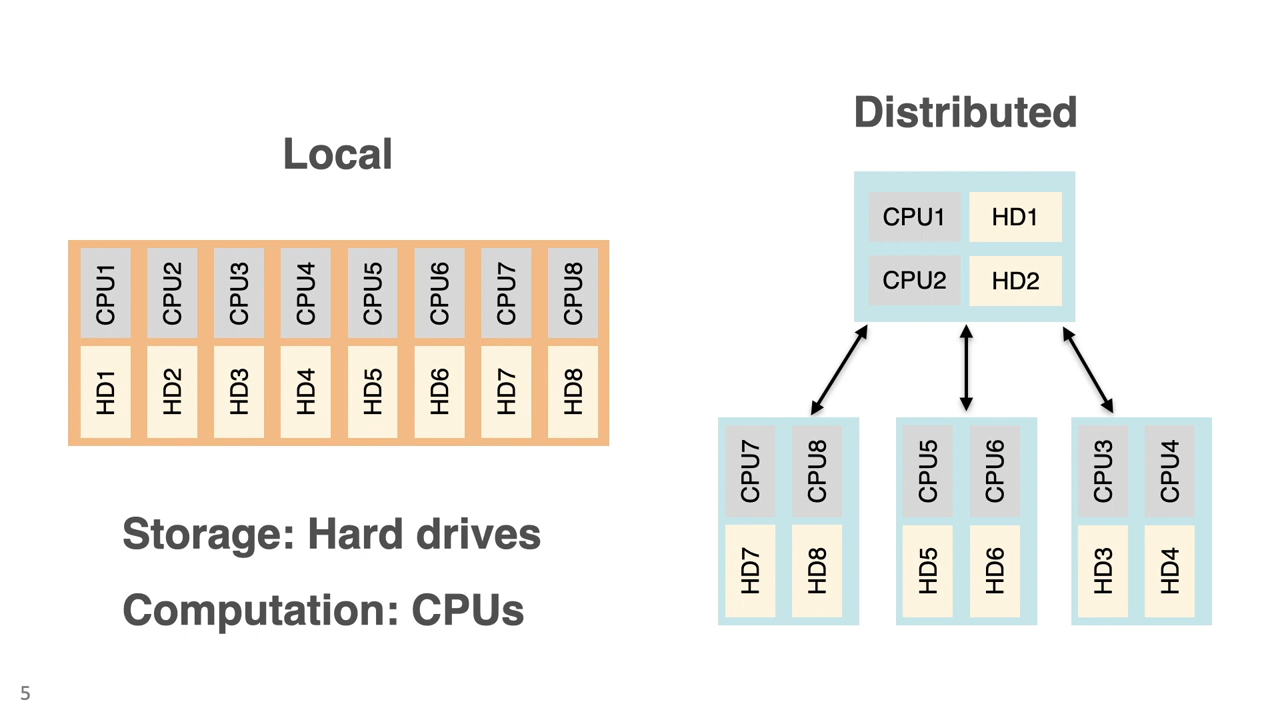 Local
CPU1 CPU2 CPU3 CPU4 CPU5 CPU6 CPU7 CPU8
HD1 HD2 HD3 HD4 HD5 HD6 HD7 HD8
Storage: Hard drives
Computation: CPUs
Distributed
CPU1 HD1
CPU2 HD2
CPU7 CPU8 CPU5 CPU6 CPU3 CPU4
HD7 HD8 HD5 HD6 HD3 HD4
5